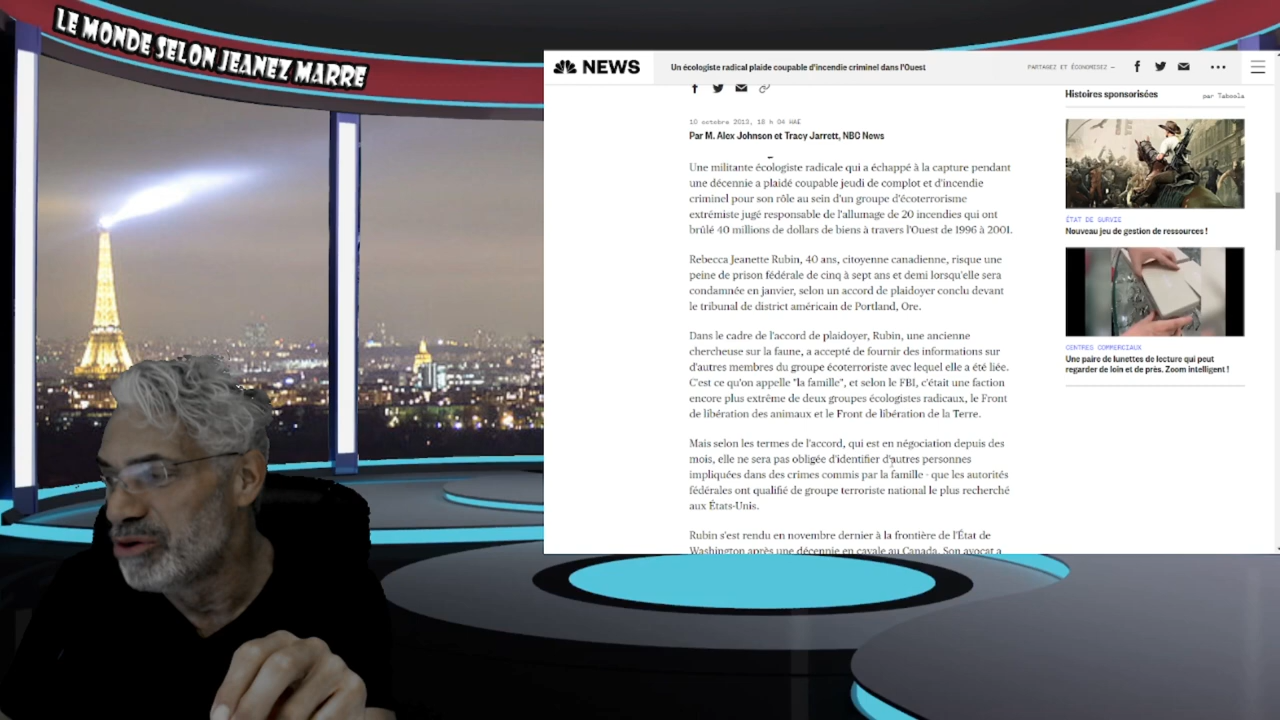 LE MONDE SELON JEANEZ MARRE
NEWS
Un écologiste radical plaide coupable d'incendie criminel dans l'Ouest
PARTAGEZ ET ÉCONOMISEZ —
10 octobre 2013, 18 h 04 HAE
Par M. Alex Johnson et Tracy Jarrett, NBC News
Une militante écologiste radicale qui a échappé à la capture pendant
une décennie a plaidé coupable jeudi de complot et d'incendie
criminel pour son rôle au sein d'un groupe d'écoterrorisme
extrémiste jugé responsable de l'allumage de 20 incendies qui ont
brûlé 40 millions de dollars de biens à travers l'Ouest de 1996 à 2001.
Rebecca Jeanette Rubin, 40 ans, citoyenne canadienne, risque une
peine de prison fédérale de cinq à sept ans et demi lorsqu'elle sera
condamnée en janvier, selon un accord de plaidoyer conclu devant
le tribunal de district américain de Portland, Ore.
Dans le cadre de l'accord de plaidoyer, Rubin, une ancienne
chercheuse sur la faune, a accepté de fournir des informations sur
d'autres membres du groupe écoterroriste avec lequel elle a été liée.
C'est ce qu'on appelle "la famille", et selon le FBI, c'était une faction
encore plus extrême de deux groupes écologistes radicaux, le Front
de libération des animaux et le Front de libération de la Terre.
Mais selon les termes de l'accord, qui est en négociation depuis des
mois, elle ne sera pas obligée d'identifier d'autres personnes
impliquées dans des crimes commis par la famille - que les autorités
fédérales ont qualifié de groupe terroriste national le plus recherché
aux États-Unis.
Rubin s'est rendu en novembre dernier à la frontière de l'État de
Washington après une décennie en cavale au Canada. Son avocat a
Histoires sponsorisées
par Taboola
ÉTAT DE SURVIE
Nouveau jeu de gestion de ressources !
CENTRES COMMERCIAUX
Une paire de lunettes de lecture qui peut
regarder de loin et de près. Zoom intelligent !